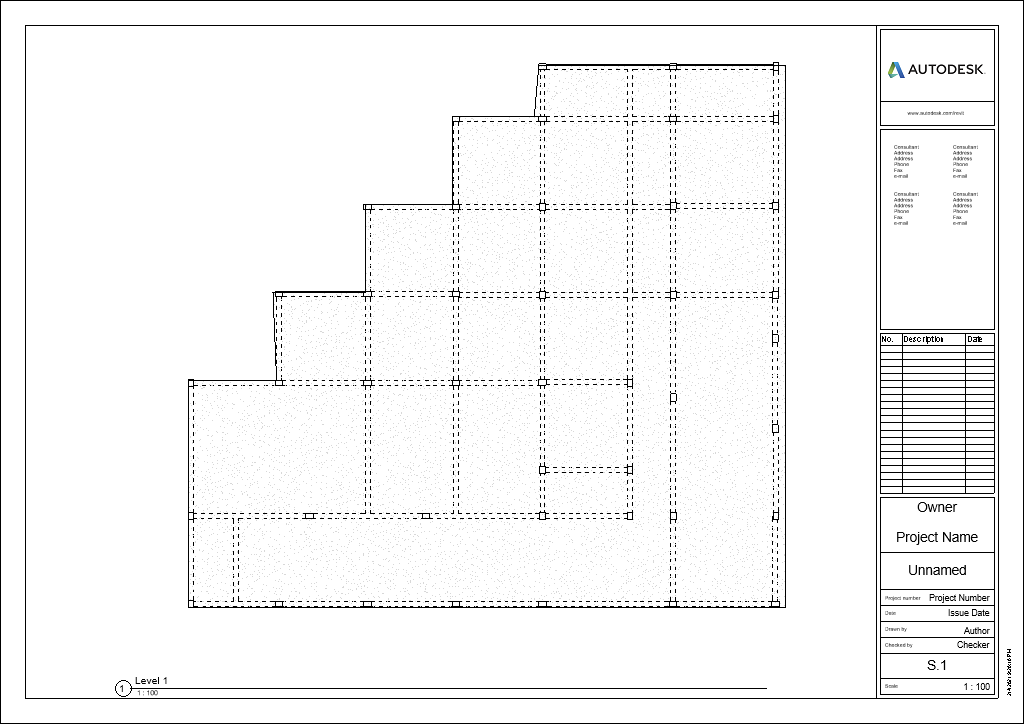 AUTODESK.
www.autodesk.com/revit
Consultant
Address
Address
Phone
Fax
e-mail
Consultant
Address
Address
Phone
Fax
e-mail
Consultant
Address
Address
Phone
Fax
e-mail
Consultant
Address
Address
Phone
Fax
e-mail
No. Description Date
Owner
Project Name
Unnamed
Project number Project Number
Date Issue Date
Drawn by Author
Checked by Checker
S.1
Scale 1 : 100
1 Level 1
1 : 100